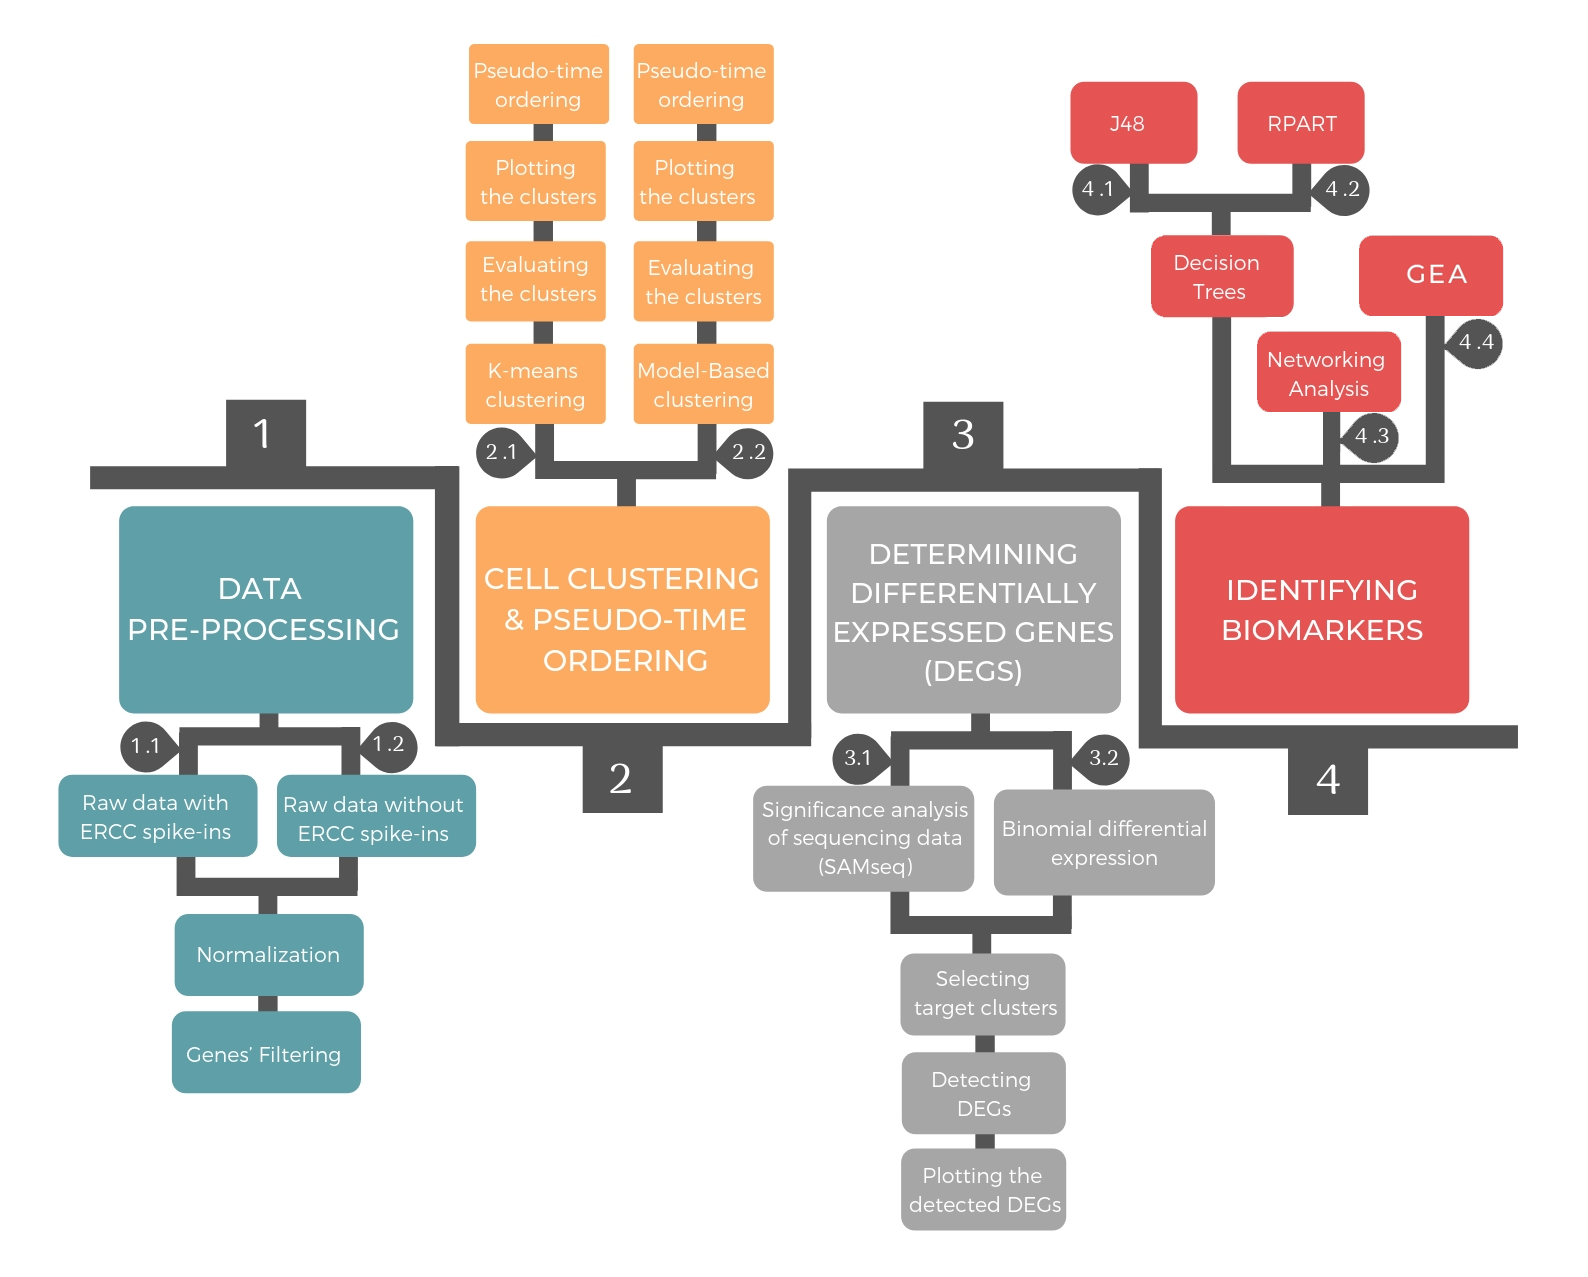 1
DATA
PRE-PROCESSING
1.1
1.2
Raw data with
ERCC spike-ins
Raw data without
ERCC spike-ins
Normalization
Genes’ Filtering
Pseudo-time
ordering
Plotting
the clusters
Evaluating
the clusters
K-means
clustering
2.1
Pseudo-time
ordering
Plotting
the clusters
Evaluating
the clusters
Model-Based
clustering
2.2
CELL CLUSTERING
& PSEUDO-TIME
ORDERING
2
3
DETERMINING
DIFFERENTIALLY
EXPRESSED GENES
(DEGS)
3.1
3.2
Significance analysis
of sequencing data
(SAMseq)
Binomial differential
expression
Selecting
target clusters
Detecting
DEGs
Plotting the
detected DEGs
J48
RPART
4.1
4.2
Decision
Trees
GEA
4.4
Networking
Analysis
4.3
IDENTIFYING
BIOMARKERS
4